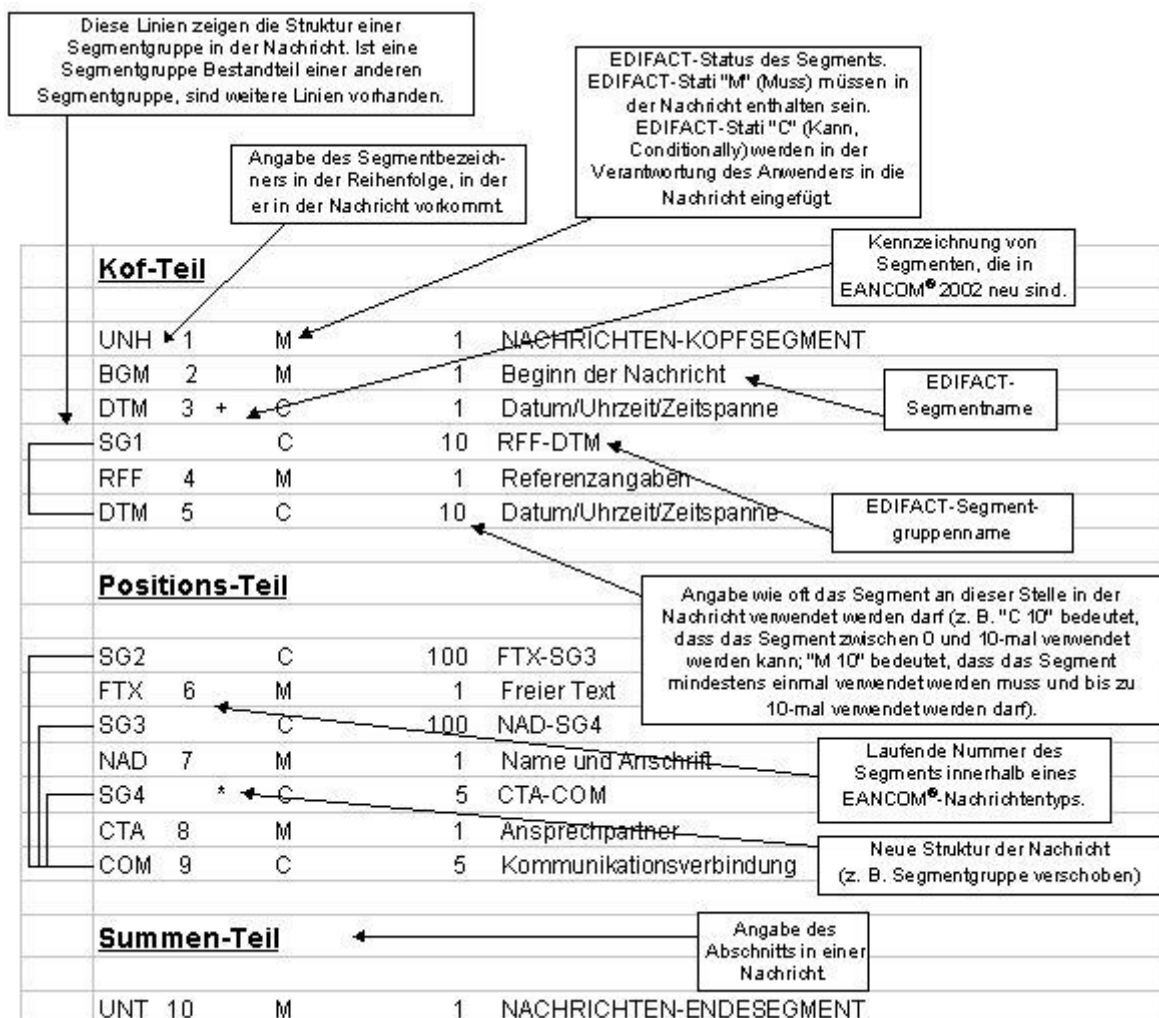 Diese Linien zeigen die Struktur einer
Segmentgruppe in der Nachricht. Ist eine
Segmentgruppe Bestandteil einer anderen
Segmentgruppe, sind weitere Linien vorhanden.
EDIFACT-Status des Segments.
EDIFACT-Stati "M" (Muss) müssen in
der Nachricht enthalten sein.
EDIFACT-Stati "C" (Kann,
Conditionally) werden in der
Verantwortung des Anwenders in die
Nachricht eingefügt.
Angabe des Segmentbezeich-
ners in der Reihenfolge, in der
er in der Nachricht vorkommt.
Kennzeichnung von
Segmenten, die in
EANCOM® 2002 neu sind.
Kof-Teil
UNH 1 M 1 NACHRICHTEN-KOPFSEGMENT
BGM 2 M 1 Beginn der Nachricht
DTM 3 + C 1 Datum/Uhrzeit/Zeitspanne
SG1 C 10 RFF-DTM
RFF 4 M 1 Referenzangaben
DTM 5 C 10 Datum/Uhrzeit/Zeitspanne
EDIFACT-
Segmentname
EDIFACT-Segment-
gruppenname
Positions-Teil
Angabe wie oft das Segment an dieser Stelle in der
Nachricht verwendet werden darf (z. B. "C 10" bedeutet,
dass das Segment zwischen 0 und 10-mal verwendet
werden kann; "M 10" bedeutet, dass das Segment
mindestens einmal verwendet werden muss und bis zu
10-mal verwendet werden darf).
SG2 C 100 FTX-SG3
FTX 6 M 1 Freier Text
SG3 C 100 NAD-SG4
NAD 7 M 1 Name und Anschrift
SG4 * C 5 CTA-COM
CTA 8 M 1 Ansprechpartner
COM 9 C 5 Kommunikationsverbindung
Laufende Nummer des
Segments innerhalb eines
EANCOM®-Nachrichtentyps.
Neue Struktur der Nachricht
(z. B. Segmentgruppe verschoben)
Summen-Teil
Angabe des
Abschnitts in einer
Nachricht.
UNT 10 M 1 NACHRICHTEN-ENDESEGMENT